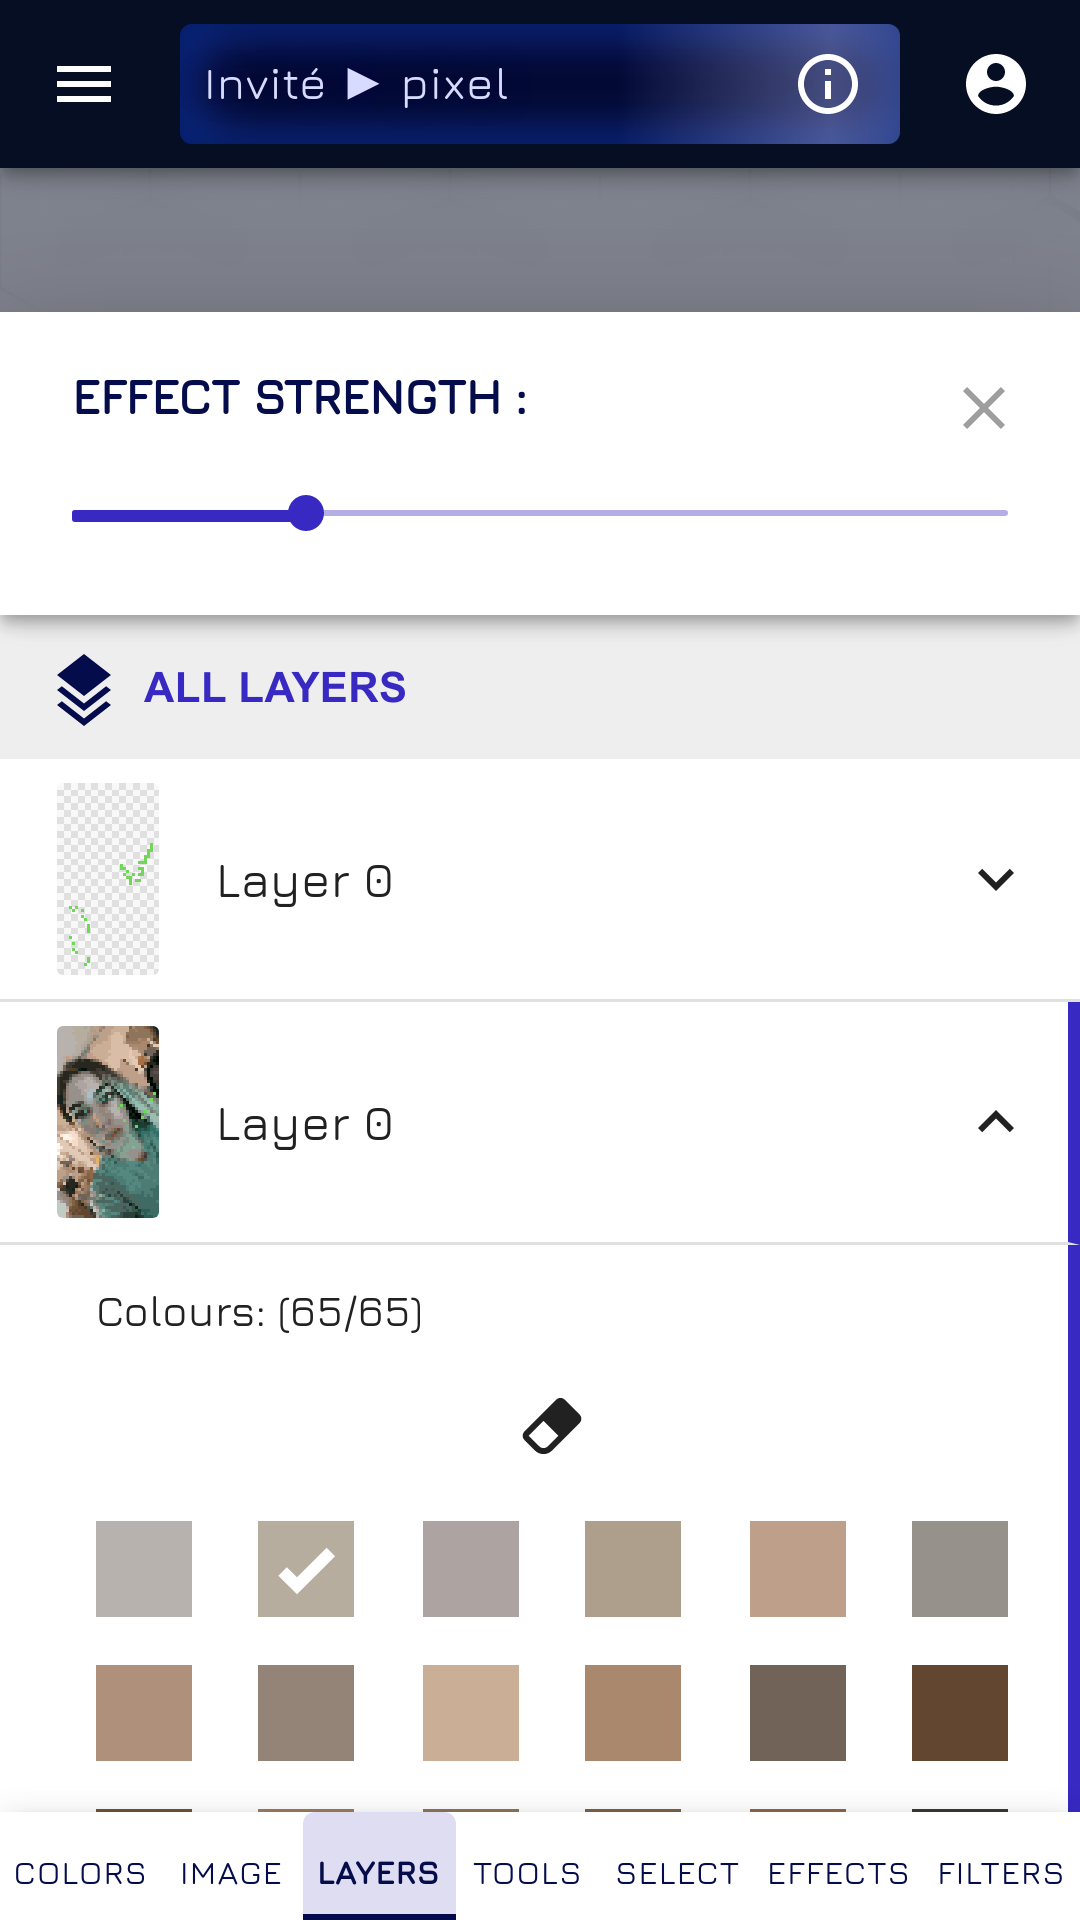 Invité ► pixel
EFFECT STRENGTH :
ALL LAYERS
Layer 0
Layer 0
Colours: (65/65)
COLORS IMAGE LAYERS TOOLS SELECT EFFECTS FILTERS